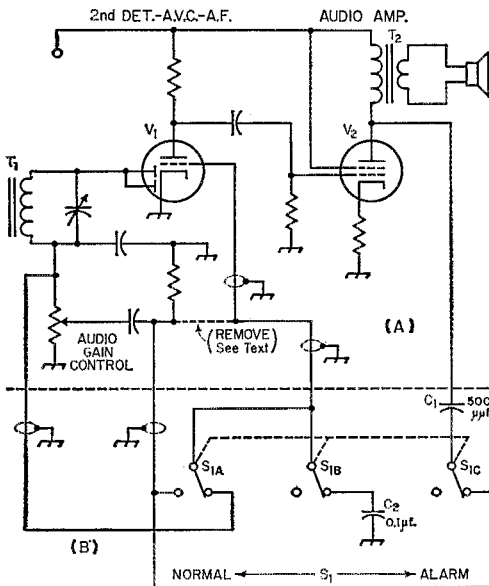 2nd DET.-A.V.C.-A.F.
AUDIO AMP.
T2
V1
V2
T1
AUDIO
GAIN
CONTROL
(REMOVE
See Text)
(A)
C1
500
μμf.
S1A
S1B
S1C
C2
0.1μf.
(B)
NORMAL
S1
ALARM